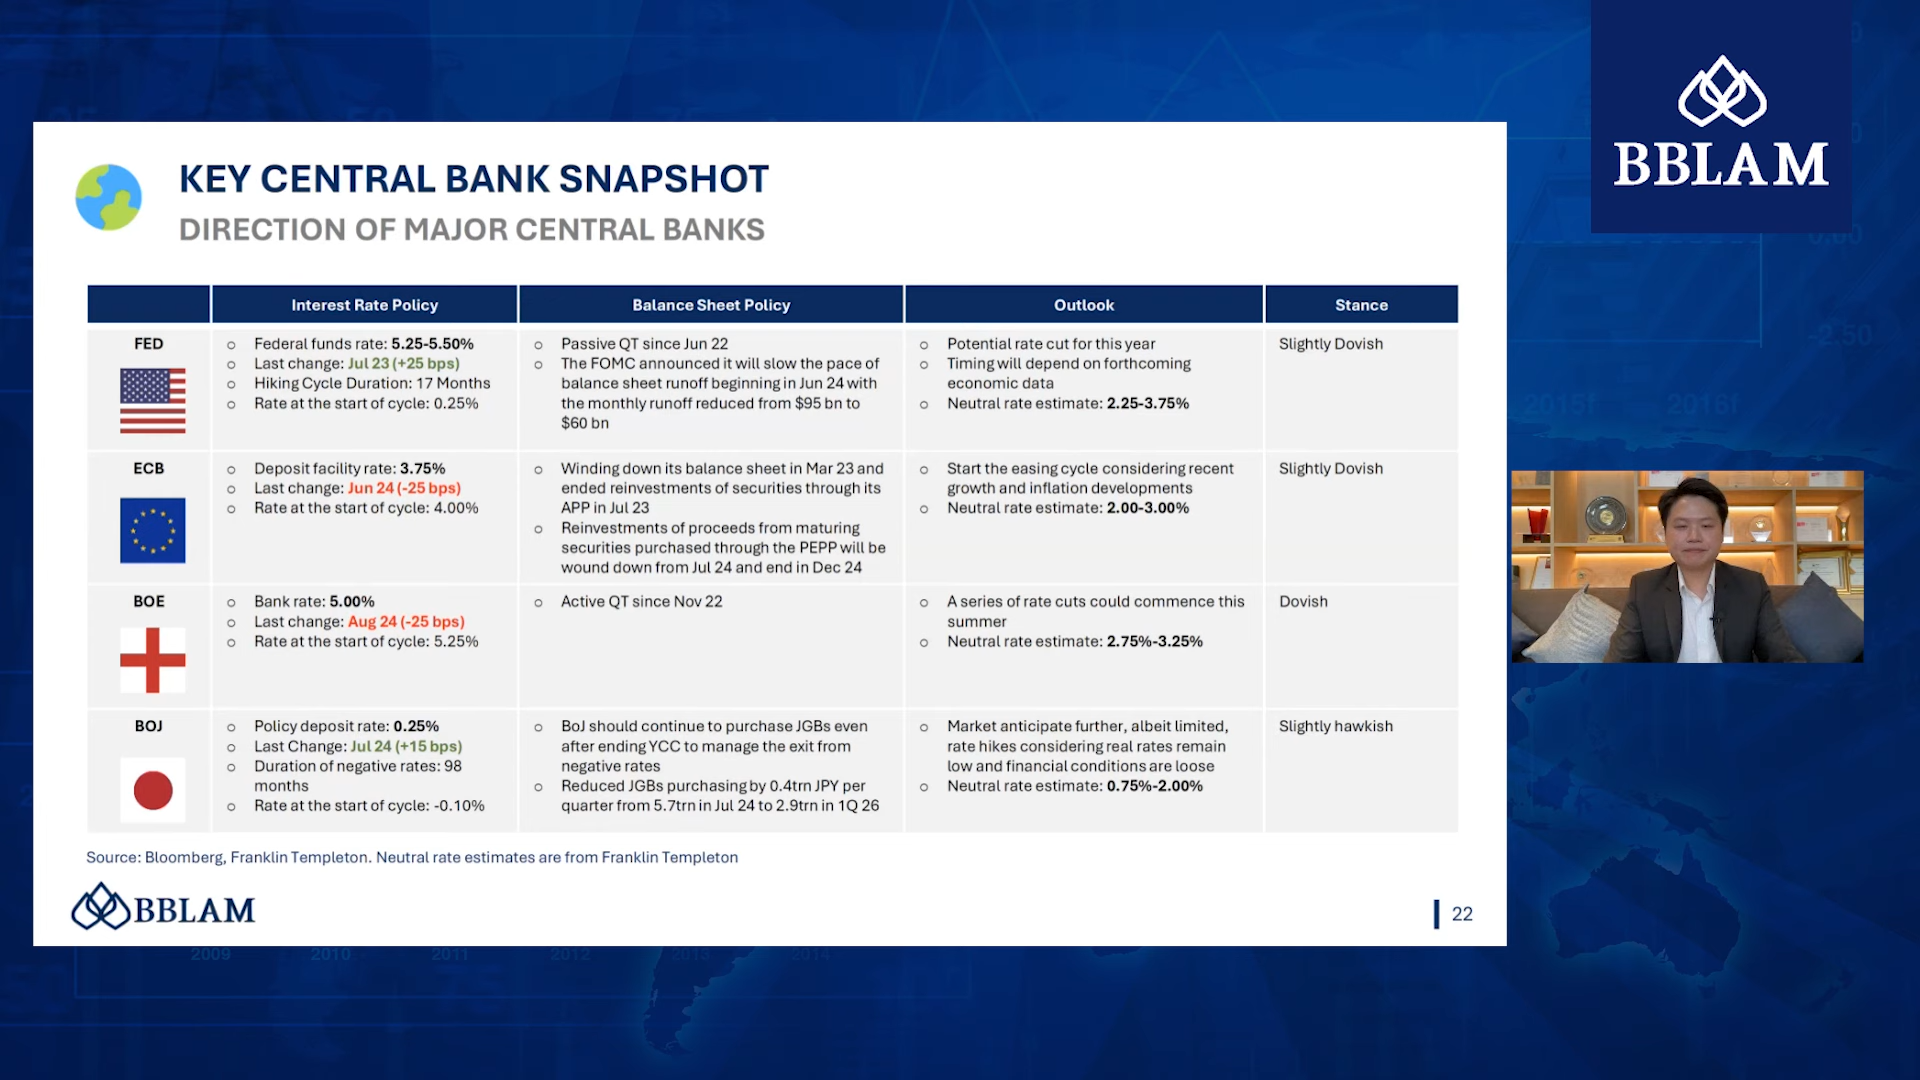 BBLAM
KEY CENTRAL BANK SNAPSHOT
DIRECTION OF MAJOR CENTRAL BANKS
Interest Rate Policy
Balance Sheet Policy
Outlook
Stance
FED
○ Federal funds rate: 5.25-5.50%
○ Last change: Jul 23 (+25 bps)
○ Hiking Cycle Duration: 17 Months
○ Rate at the start of cycle: 0.25%
○ Passive QT since Jun 22
○ The FOMC announced it will slow the pace of
balance sheet runoff beginning in Jun 24 with
the monthly runoff reduced from $95 bn to
$60 bn
○ Potential rate cut for this year
○ Timing will depend on forthcoming
economic data
○ Neutral rate estimate: 2.25-3.75%
Slightly Dovish
ECB
○ Deposit facility rate: 3.75%
○ Last change: Jun 24 (-25 bps)
○ Rate at the start of cycle: 4.00%
○ Winding down its balance sheet in Mar 23 and
ended reinvestments of securities through its
APP in Jul 23
○ Reinvestments of proceeds from maturing
securities purchased through the PEPP will be
wound down from Jul 24 and end in Dec 24
○ Start the easing cycle considering recent
growth and inflation developments
○ Neutral rate estimate: 2.00-3.00%
Slightly Dovish
BOE
○ Bank rate: 5.00%
○ Last change: Aug 24 (-25 bps)
○ Rate at the start of cycle: 5.25%
○ Active QT since Nov 22
○ A series of rate cuts could commence this
summer
○ Neutral rate estimate: 2.75%-3.25%
Dovish
BOJ
○ Policy deposit rate: 0.25%
○ Last Change: Jul 24 (+15 bps)
○ Duration of negative rates: 98
months
○ Rate at the start of cycle: -0.10%
○ BoJ should continue to purchase JGBs even
after ending YCC to manage the exit from
negative rates
○ Reduced JGBs purchasing by 0.4trn JPY per
quarter from 5.7trn in Jul 24 to 2.9trn in 1Q 26
○ Market anticipate further, albeit limited,
rate hikes considering real rates remain
low and financial conditions are loose
○ Neutral rate estimate: 0.75%-2.00%
Slightly hawkish
Source: Bloomberg, Franklin Templeton. Neutral rate estimates are from Franklin Templeton
BBLAM
22
0.00
-2.50
2015f 2016f
2009 2010 2011 2012 2013 2014